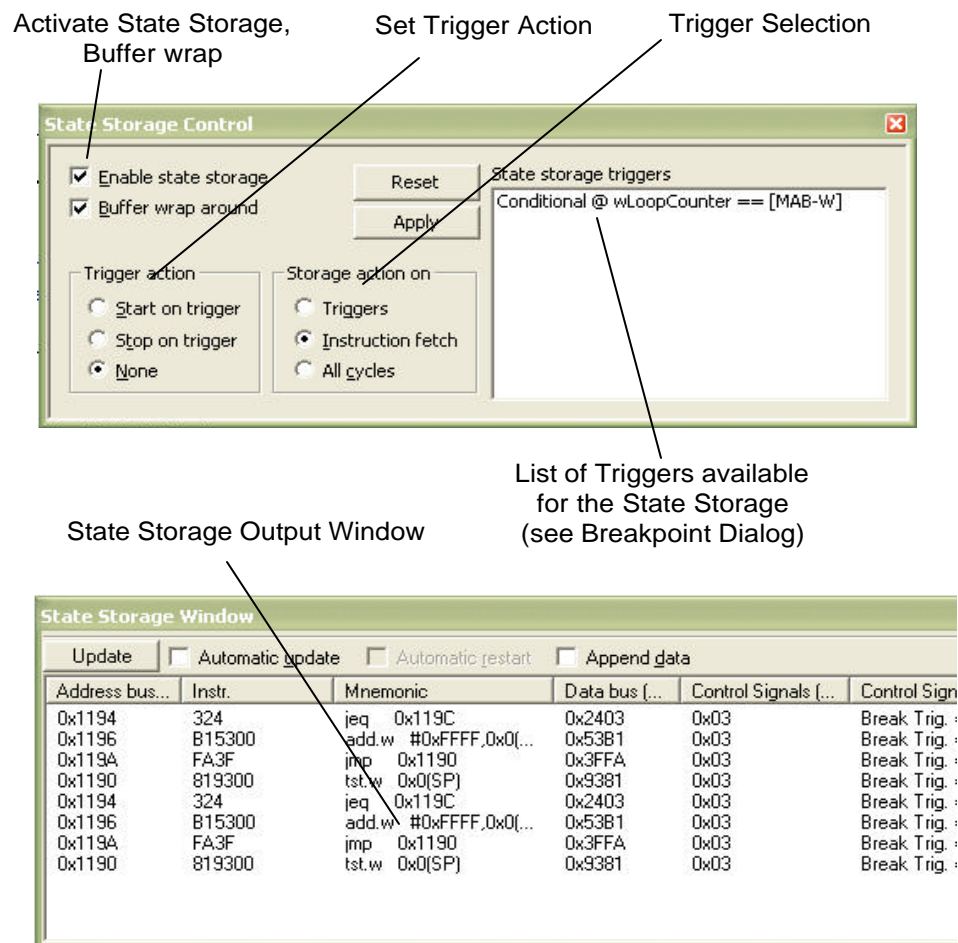 Activate State Storage,
Buffer wrap
Set Trigger Action
Trigger Selection
State Storage Control
Enable state storage
Buffer wrap around
Reset
Apply
State storage triggers
Conditional @ wLoopCounter == [MAB-W]
Trigger action
Start on trigger
Stop on trigger
None
Storage action on
Triggers
Instruction fetch
All cycles
List of Triggers available
for the State Storage
(see Breakpoint Dialog)
State Storage Output Window
State Storage Window
Update Automatic update Automatic restart Append data
Address bus... Instr. Mnemonic Data bus (... Control Signals (... Control Sign
0x1194 324 jeq 0x119C 0x2403 0x03 Break Trig. =
0x1196 B15300 add.w #0xFFFF,0x0(... 0x53B1 0x03 Break Trig. =
0x119A FA3F jmp 0x1190 0x3FFA 0x03 Break Trig. =
0x1190 819300 tst.w 0x0(SP) 0x9381 0x03 Break Trig. =
0x1194 324 jeq 0x119C 0x2403 0x03 Break Trig. =
0x1196 B15300 add.w #0xFFFF,0x0(... 0x53B1 0x03 Break Trig. =
0x119A FA3F jmp 0x1190 0x3FFA 0x03 Break Trig. =
0x1190 819300 tst.w 0x0(SP) 0x9381 0x03 Break Trig. =